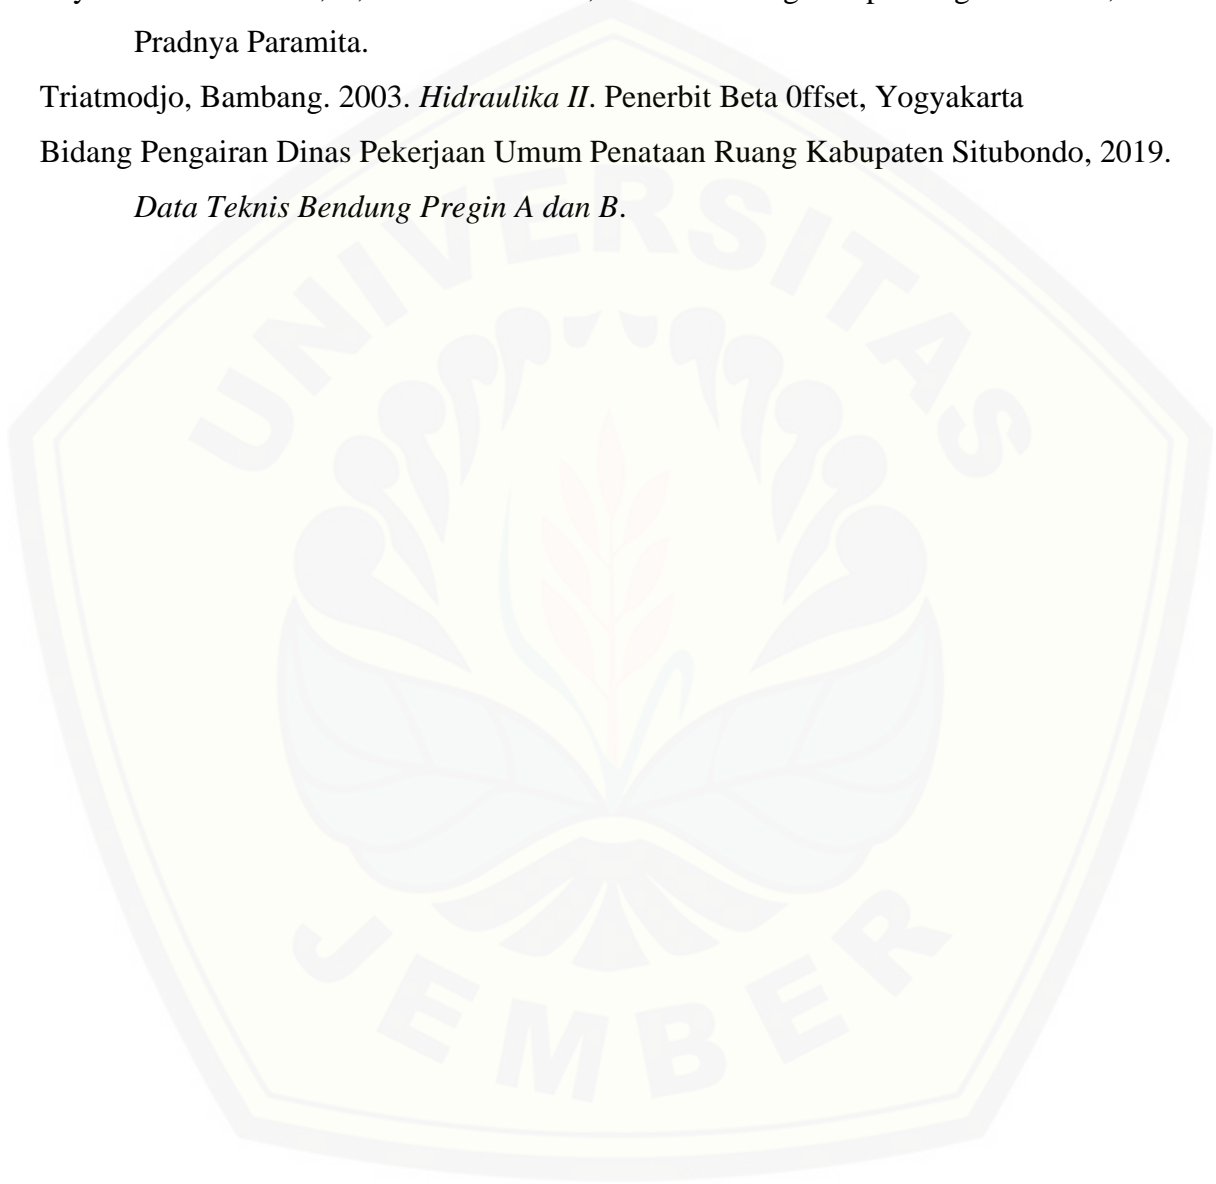 Pradnya Paramita.
Triatmodjo, Bambang. 2003. Hidraulika II. Penerbit Beta 0ffset, Yogyakarta
Bidang Pengairan Dinas Pekerjaan Umum Penataan Ruang Kabupaten Situbondo, 2019.
Data Teknis Bendung Pregin A dan B.
UNIVERSITAS
JEMBER